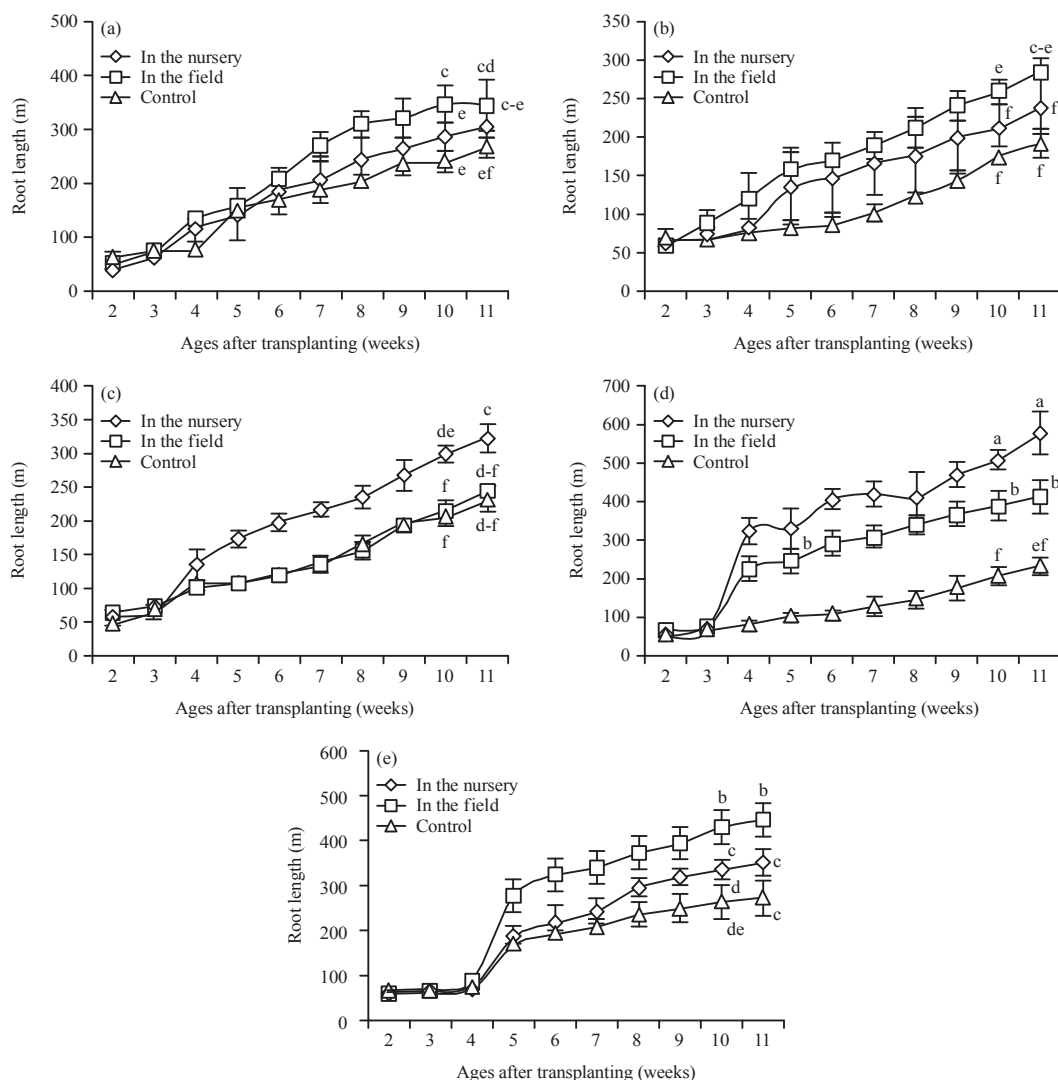 (a)
In the nursery
In the field
Control
Root length (m)
500
400
300
200
100
0
c
cd
e
c-e
e
ef
2 3 4 5 6 7 8 9 10 11
Ages after transplanting (weeks)
(b)
In the nursery
In the field
Control
Root length (m)
350
300
250
200
150
100
50
0
c-e
e
f
f
f
f
2 3 4 5 6 7 8 9 10 11
Ages after transplanting (weeks)
(c)
In the nursery
In the field
Control
Root length (m)
400
350
300
250
200
150
100
50
0
c
de
d-f
f
d-f
f
2 3 4 5 6 7 8 9 10 11
Ages after transplanting (weeks)
(d)
In the nursery
In the field
Control
Root length (m)
700
600
500
400
300
200
100
0
a
a
b
b
b
f
ef
2 3 4 5 6 7 8 9 10 11
Ages after transplanting (weeks)
(e)
In the nursery
In the field
Control
Root length (m)
600
500
400
300
200
100
0
b
b
c
c
d
de
c
2 3 4 5 6 7 8 9 10 11
Ages after transplanting (weeks)